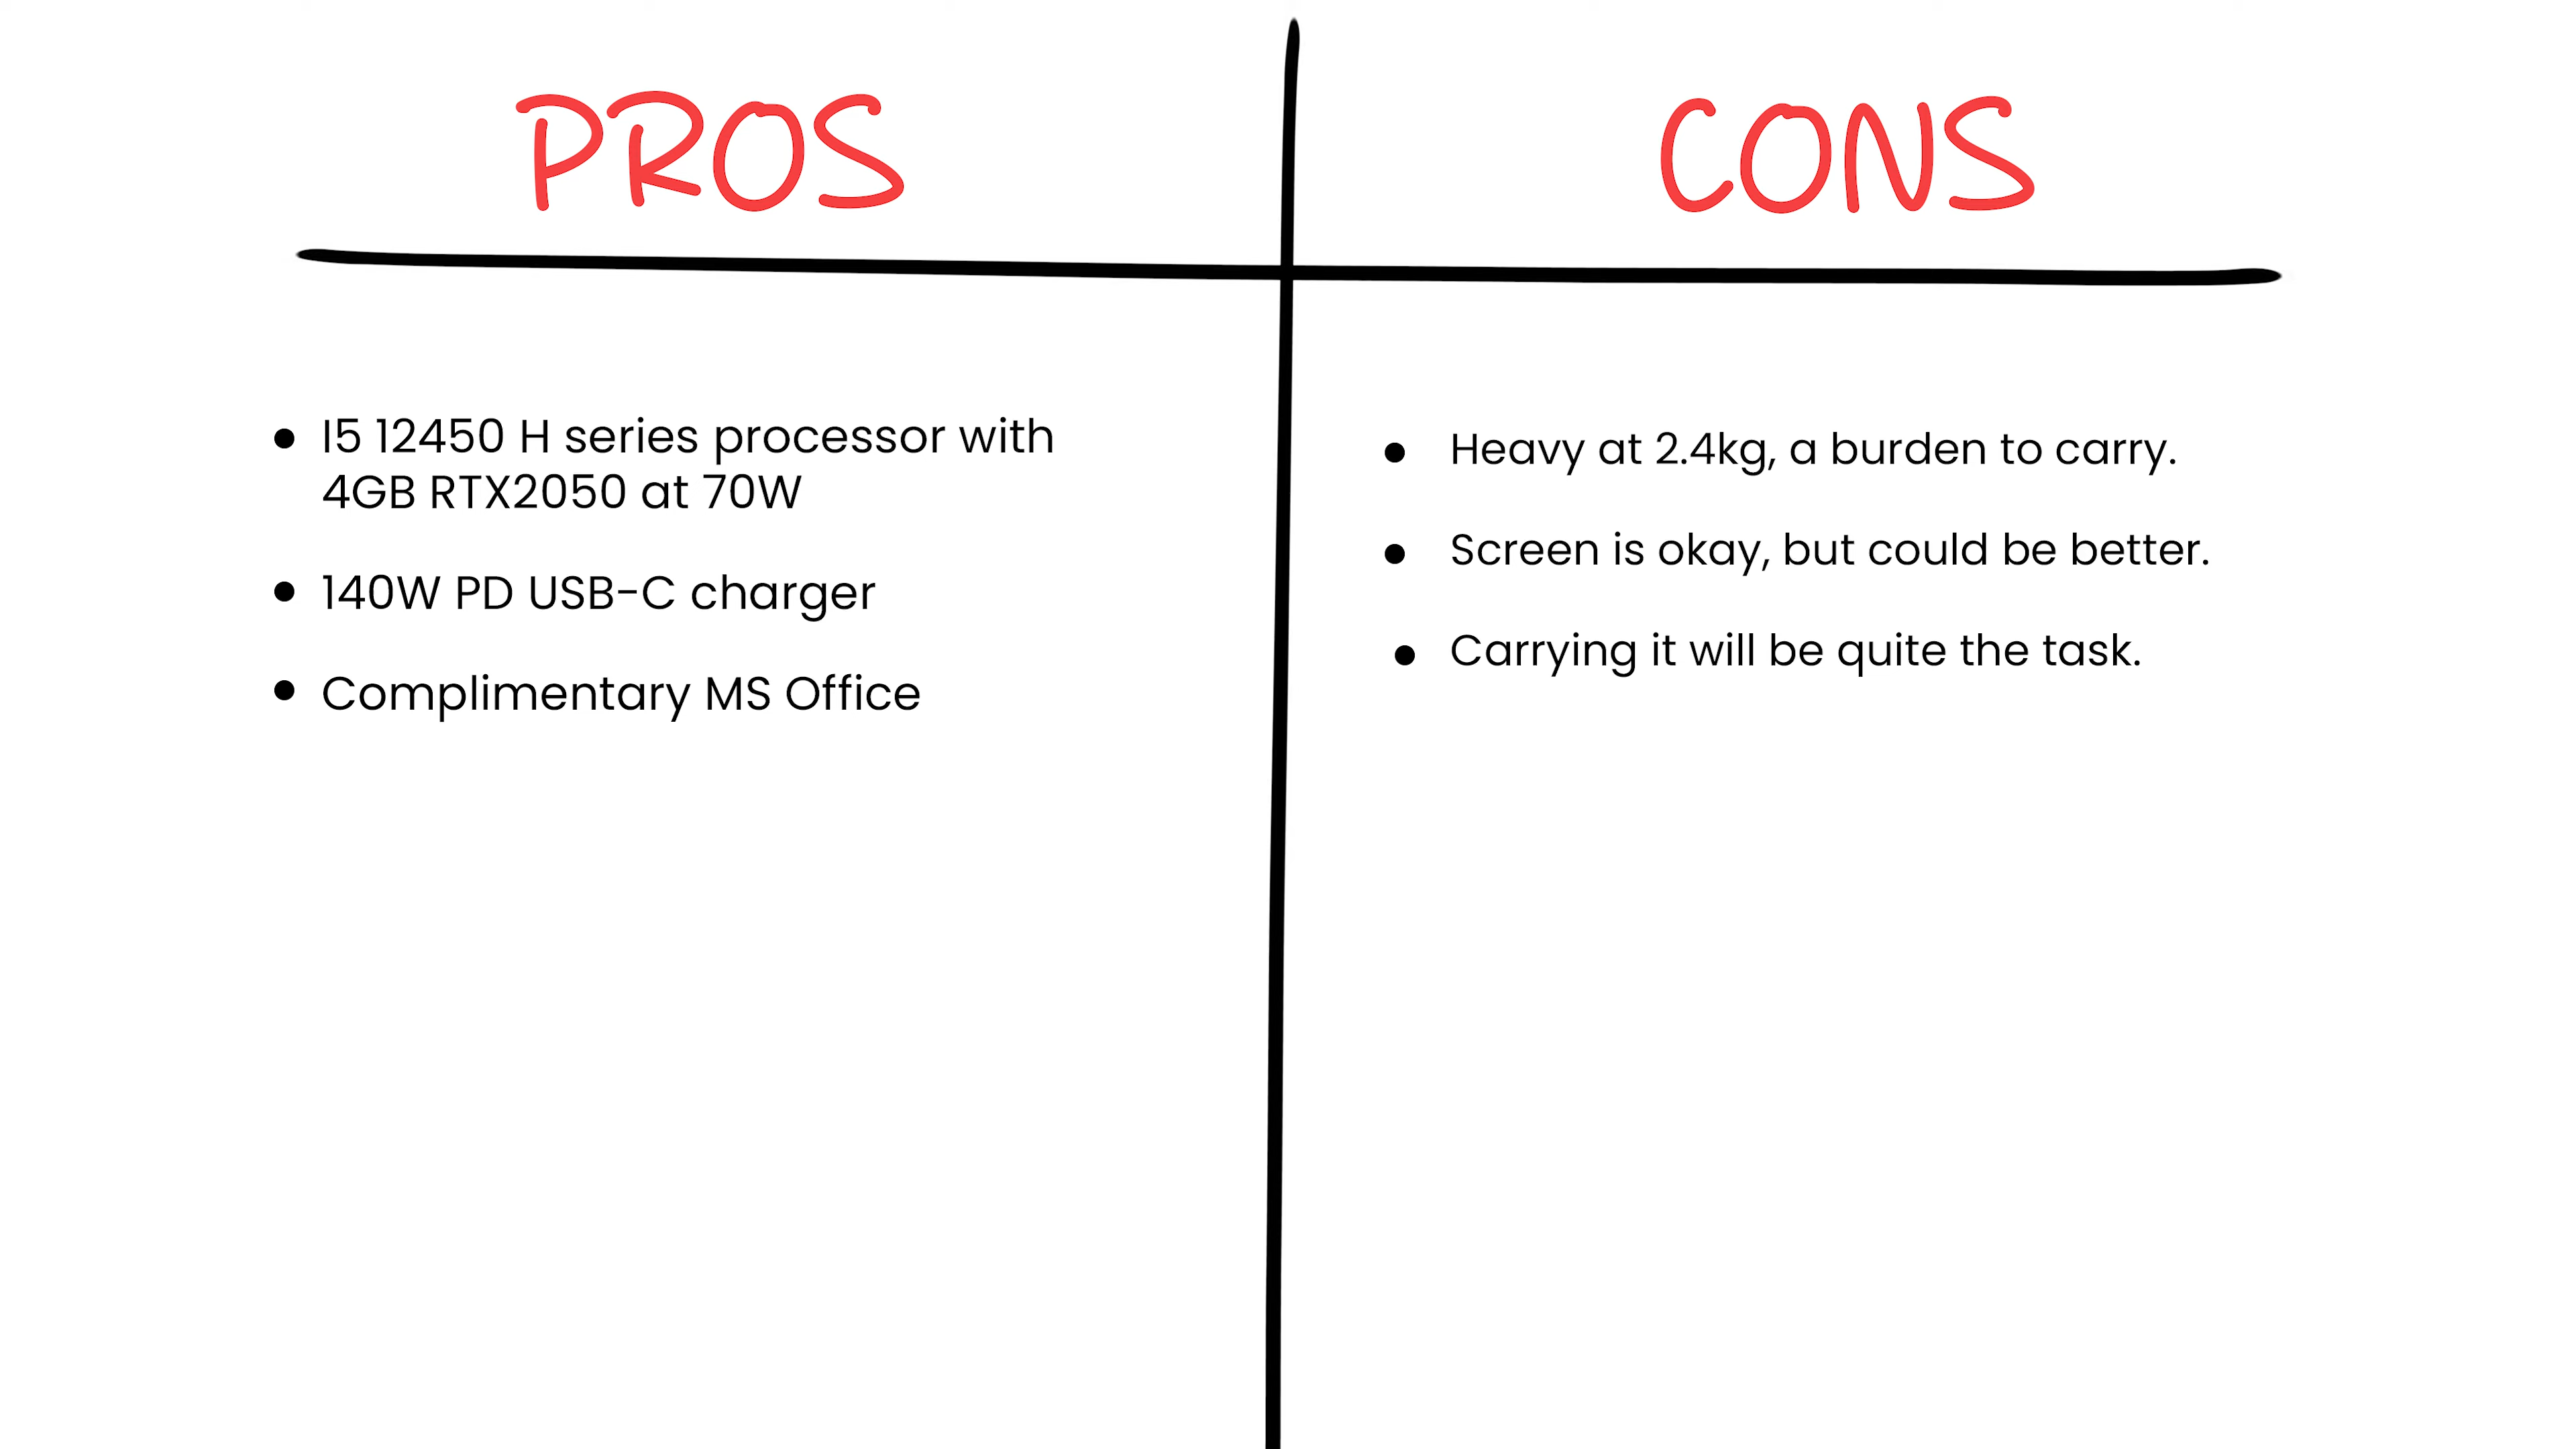 PROS
I5 12450 H series processor with
4GB RTX2050 at 70W
140W PD USB-C charger
Complimentary MS Office
CONS
Heavy at 2.4kg, a burden to carry.
Screen is okay, but could be better.
Carrying it will be quite the task.